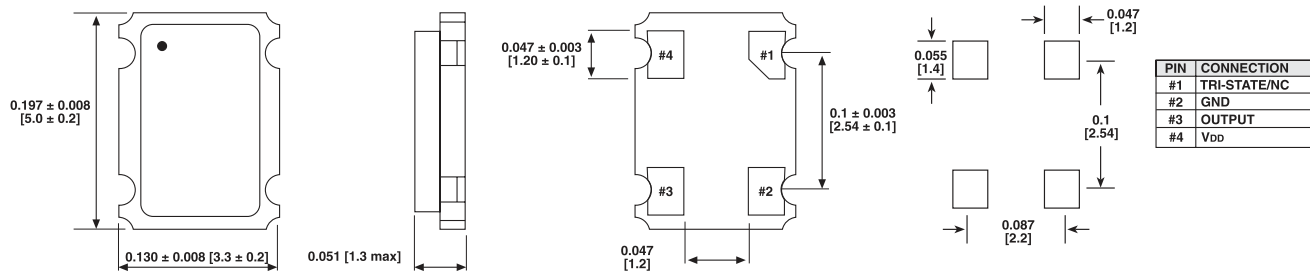 0.197 ± 0.008
[5.0 ± 0.2]
0.130 ± 0.008 [3.3 ± 0.2]
0.051 [1.3 max]
0.047 ± 0.003
[1.20 ± 0.1]
#4
#1
#3
#2
0.1 ± 0.003
[2.54 ± 0.1]
0.047
[1.2]
0.047
[1.2]
0.055
[1.4]
0.1
[2.54]
0.087
[2.2]
PIN CONNECTION
#1 TRI-STATE/NC
#2 GND
#3 OUTPUT
#4 VDD